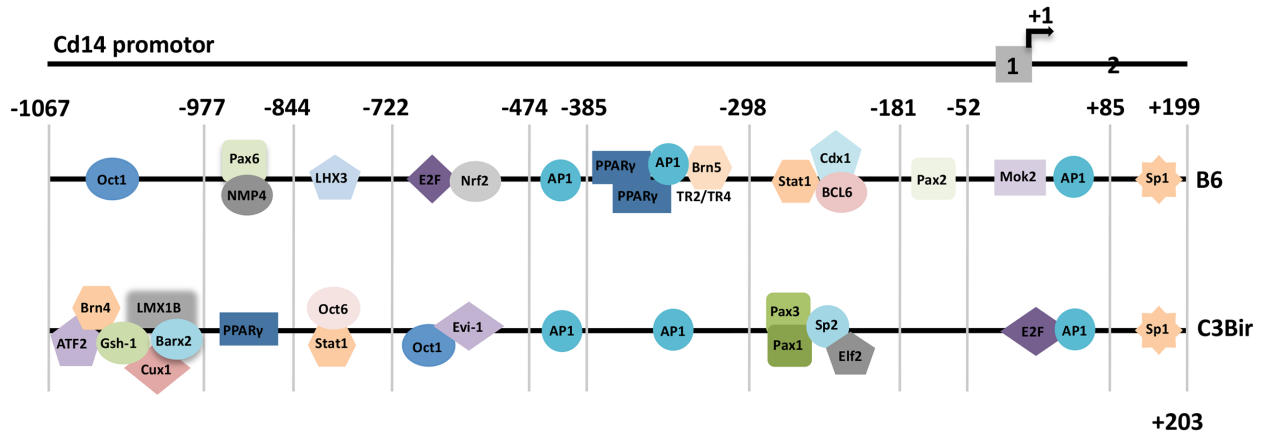 +1
Cd14 promotor
1
2
-1067 -977 -844 -722 -474 -385 -298 -181 -52 +85 +199
Cdx1
Pax6
PPARγ AP1 Brn5
Oct1 LHX3 E2F Nrf2 AP1 Stat1 Pax2 Mok2 AP1 Sp1 B6
NMP4 PPARγ TR2/TR4 BCL6
Brn4 LMX1B Oct6 Pax3
PPARγ Evi-1 AP1 AP1 Sp2 E2F AP1 Sp1 C3Bir
ATF2 Gsh-1 Barx2 Stat1 Oct1 Pax1 Elf2
Cux1
+203